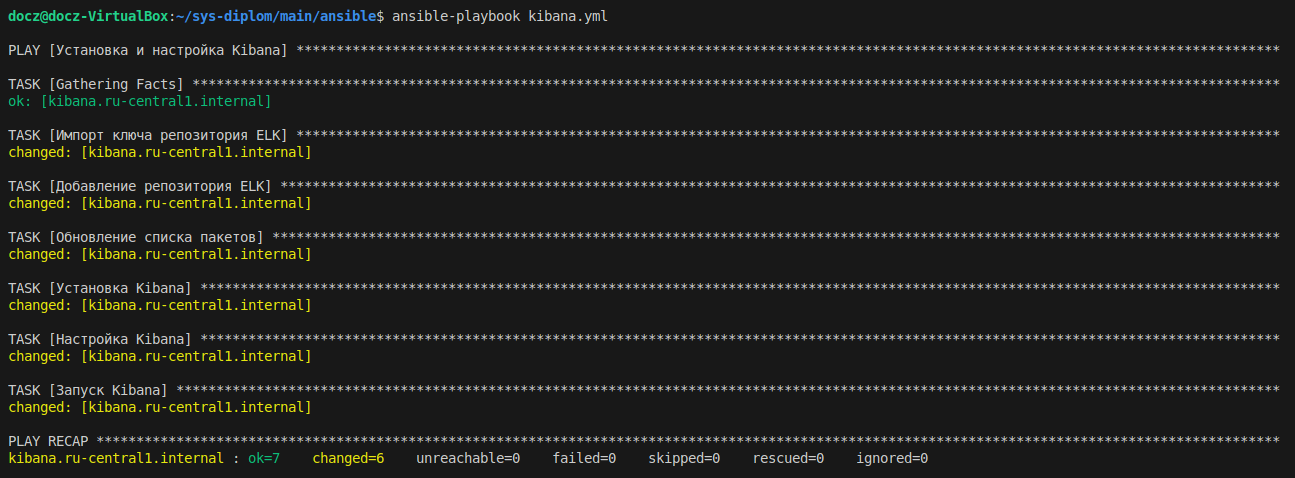 docz@docz-VirtualBox:~/sys-diplom/main/ansible$ ansible-playbook kibana.yml
PLAY [Установка и настройка Kibana] ***************************************************************************************************************************
TASK [Gathering Facts] ****************************************************************************************************************************************
ok: [kibana.ru-central1.internal]
TASK [Импорт ключа репозитория ELK] ***************************************************************************************************************************
changed: [kibana.ru-central1.internal]
TASK [Добавление репозитория ELK] *****************************************************************************************************************************
changed: [kibana.ru-central1.internal]
TASK [Обновление списка пакетов] ******************************************************************************************************************************
changed: [kibana.ru-central1.internal]
TASK [Установка Kibana] ***************************************************************************************************************************************
changed: [kibana.ru-central1.internal]
TASK [Настройка Kibana] ***************************************************************************************************************************************
changed: [kibana.ru-central1.internal]
TASK [Запуск Kibana] ******************************************************************************************************************************************
changed: [kibana.ru-central1.internal]
PLAY RECAP ****************************************************************************************************************************************************
kibana.ru-central1.internal : ok=7    changed=6    unreachable=0    failed=0    skipped=0    rescued=0    ignored=0